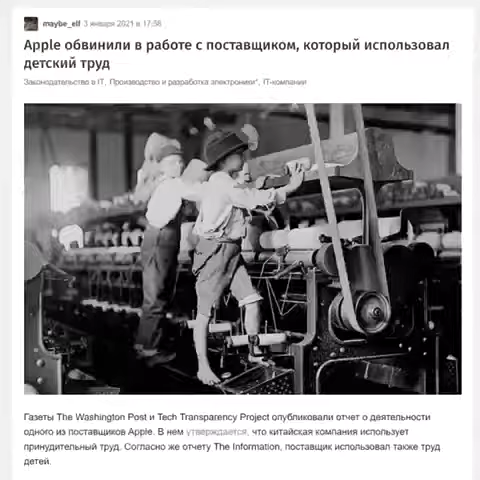 maybe_elf 3 января 2021 в 17:36
Apple обвинили в работе с поставщиком, который использовал
детский труд
Законодательство в IT, Производство и разработка электроники*, IT-компании
Газеты The Washington Post и Tech Transparency Project опубликовали отчет о деятельности
одного из поставщиков Apple. В нем утверждается, что китайская компания использует
принудительный труд. Согласно же отчету The Information, поставщик использовал также труд
детей.